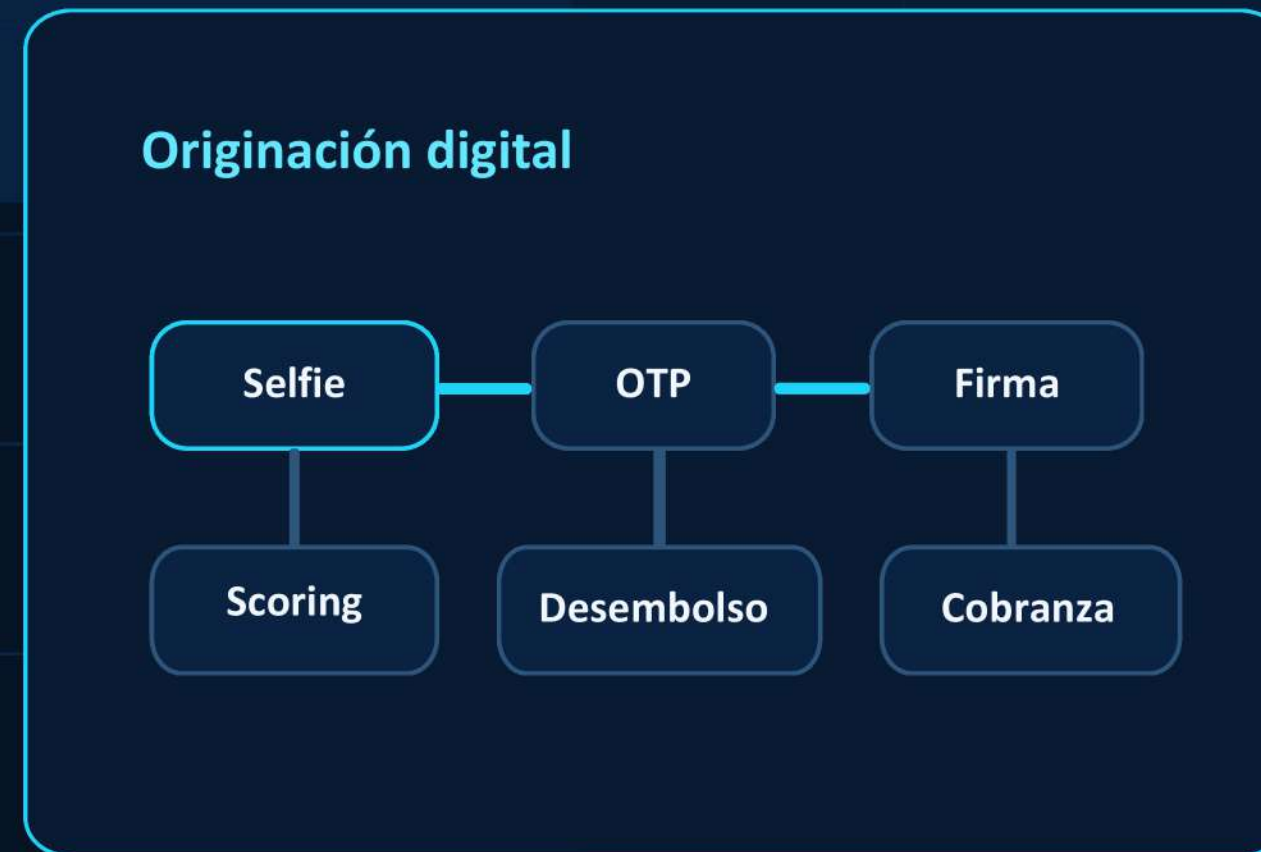 Originación digital
Selfie
OTP
Firma
Scoring
Desembolso
Cobranza